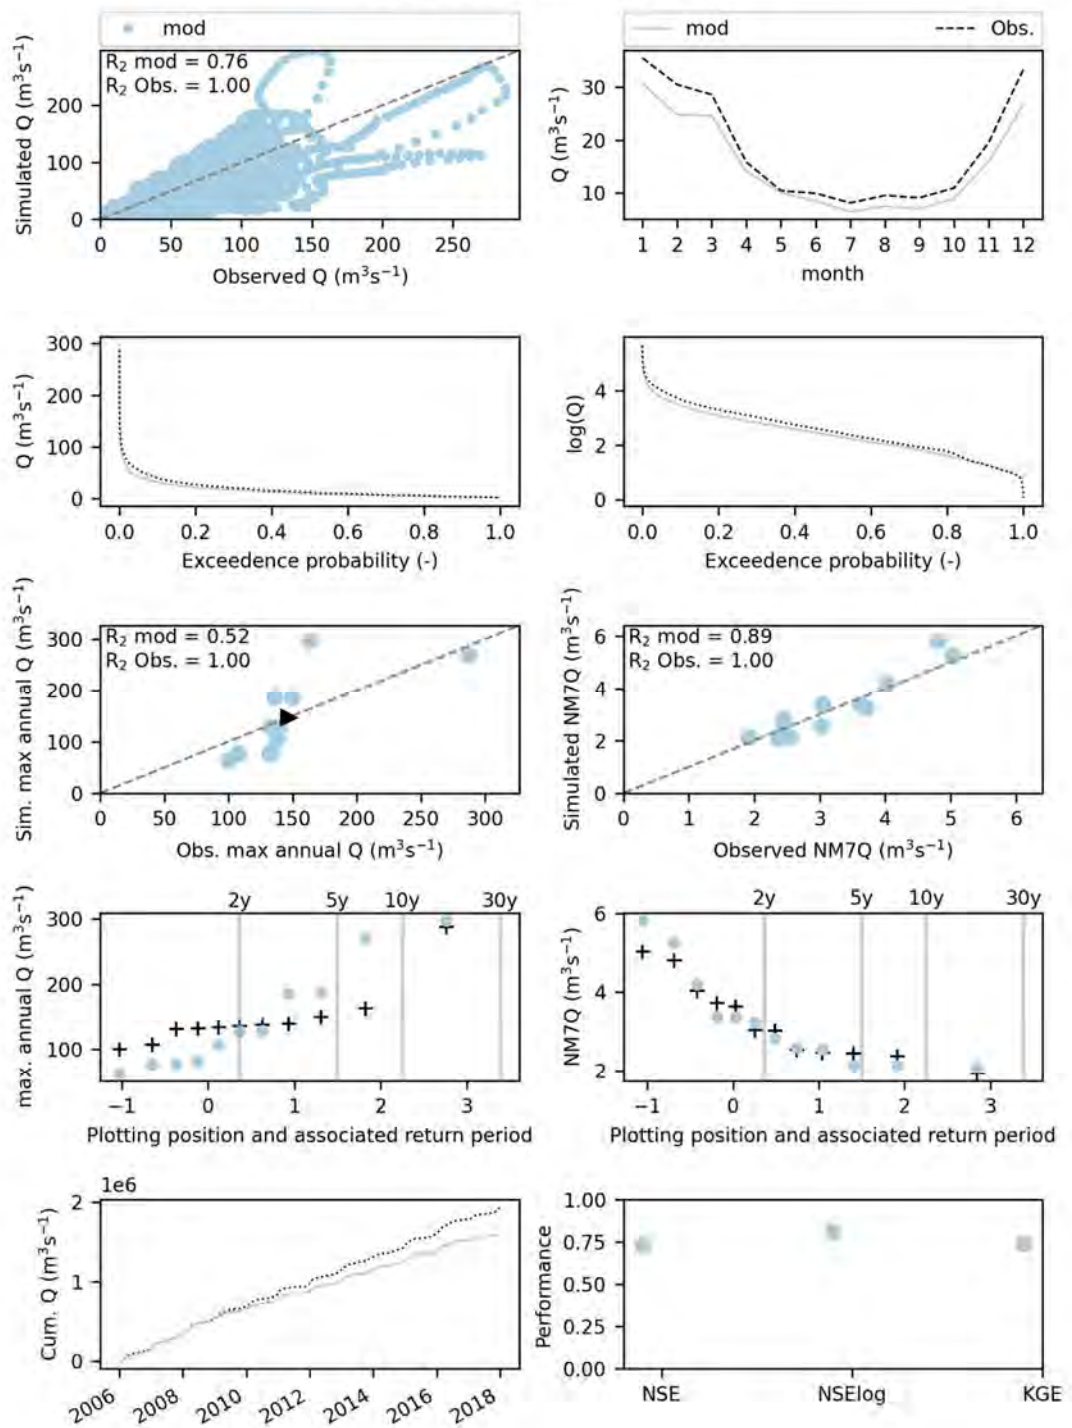 mod
mod Obs.
R2 mod = 0.76
R2 Obs. = 1.00
Simulated Q (m³s⁻¹)
200
100
0
0 50 100 150 200 250
Observed Q (m³s⁻¹)
Q (m³s⁻¹)
30
20
10
1 2 3 4 5 6 7 8 9 10 11 12
month
Q (m³s⁻¹)
300
200
100
0
0.0 0.2 0.4 0.6 0.8 1.0
Exceedence probability (-)
log(Q)
4
2
0
0.0 0.2 0.4 0.6 0.8 1.0
Exceedence probability (-)
Sim. max annual Q (m³s⁻¹)
R2 mod = 0.52
R2 Obs. = 1.00
300
200
100
0
0 50 100 150 200 250 300
Obs. max annual Q (m³s⁻¹)
Simulated NM7Q (m³s⁻¹)
R2 mod = 0.89
R2 Obs. = 1.00
6
4
2
0
0 1 2 3 4 5 6
Observed NM7Q (m³s⁻¹)
max. annual Q (m³s⁻¹)
2y 5y 10y 30y
300
200
100
−1 0 1 2 3
Plotting position and associated return period
NM7Q (m³s⁻¹)
2y 5y 10y 30y
6
4
2
−1 0 1 2 3
Plotting position and associated return period
Cum. Q (m³s⁻¹)
1e6
2
1
0
2006 2008 2010 2012 2014 2016 2018
Performance
1.00
0.75
0.50
0.25
0.00
NSE NSElog KGE